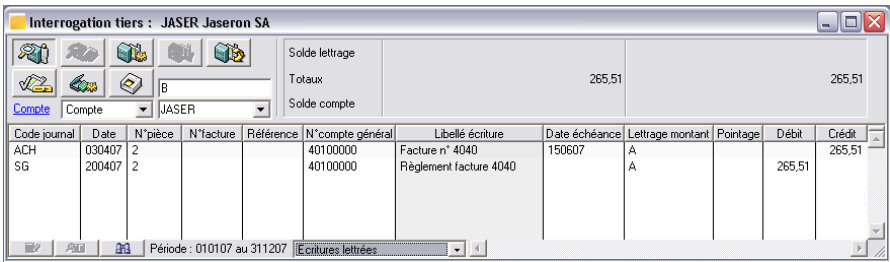 Interrogation tiers : JASER Jaseron SA
Solde lettrage
Totaux 265,51 265,51
B
Solde compte
Compte Compte JASER
Code journal Date N°pièce N°facture Référence N°compte général Libellé écriture Date échéance Lettrage montant Pointage Débit Crédit
ACH 030407 2 40100000 Facture n° 4040 150607 A 265,51
SG 200407 2 40100000 Règlement facture 4040 A 265,51
Période : 010107 au 311207 Ecritures lettrées